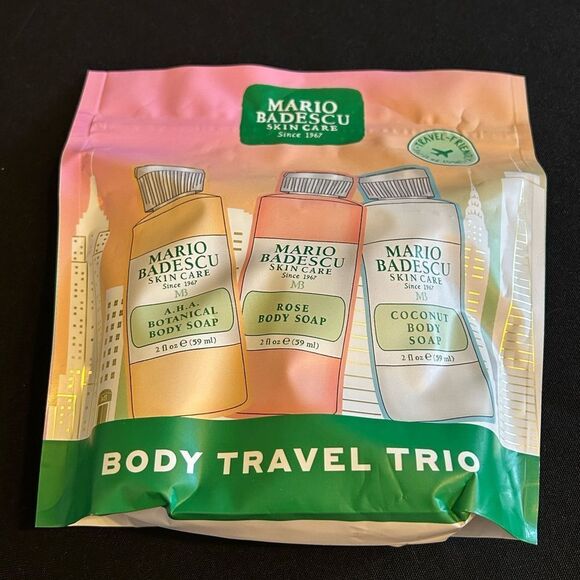 MARIO
BADESCU
SKIN CARE
Since 1967
TRAVEL-FRIENDLY
MARIO
BADESCU
SKIN CARE
Since 1967
MB
A.H.A.
BOTANICAL
BODY SOAP
2 fl oz ℮ (59 ml)
MARIO
BADESCU
SKIN CARE
Since 1967
MB
ROSE
BODY SOAP
2 fl oz ℮ (59 ml)
MARIO
BADESCU
SKIN CARE
Since 1967
MB
COCONUT
BODY
SOAP
2 fl oz ℮ (59 ml)
BODY TRAVEL TRIO